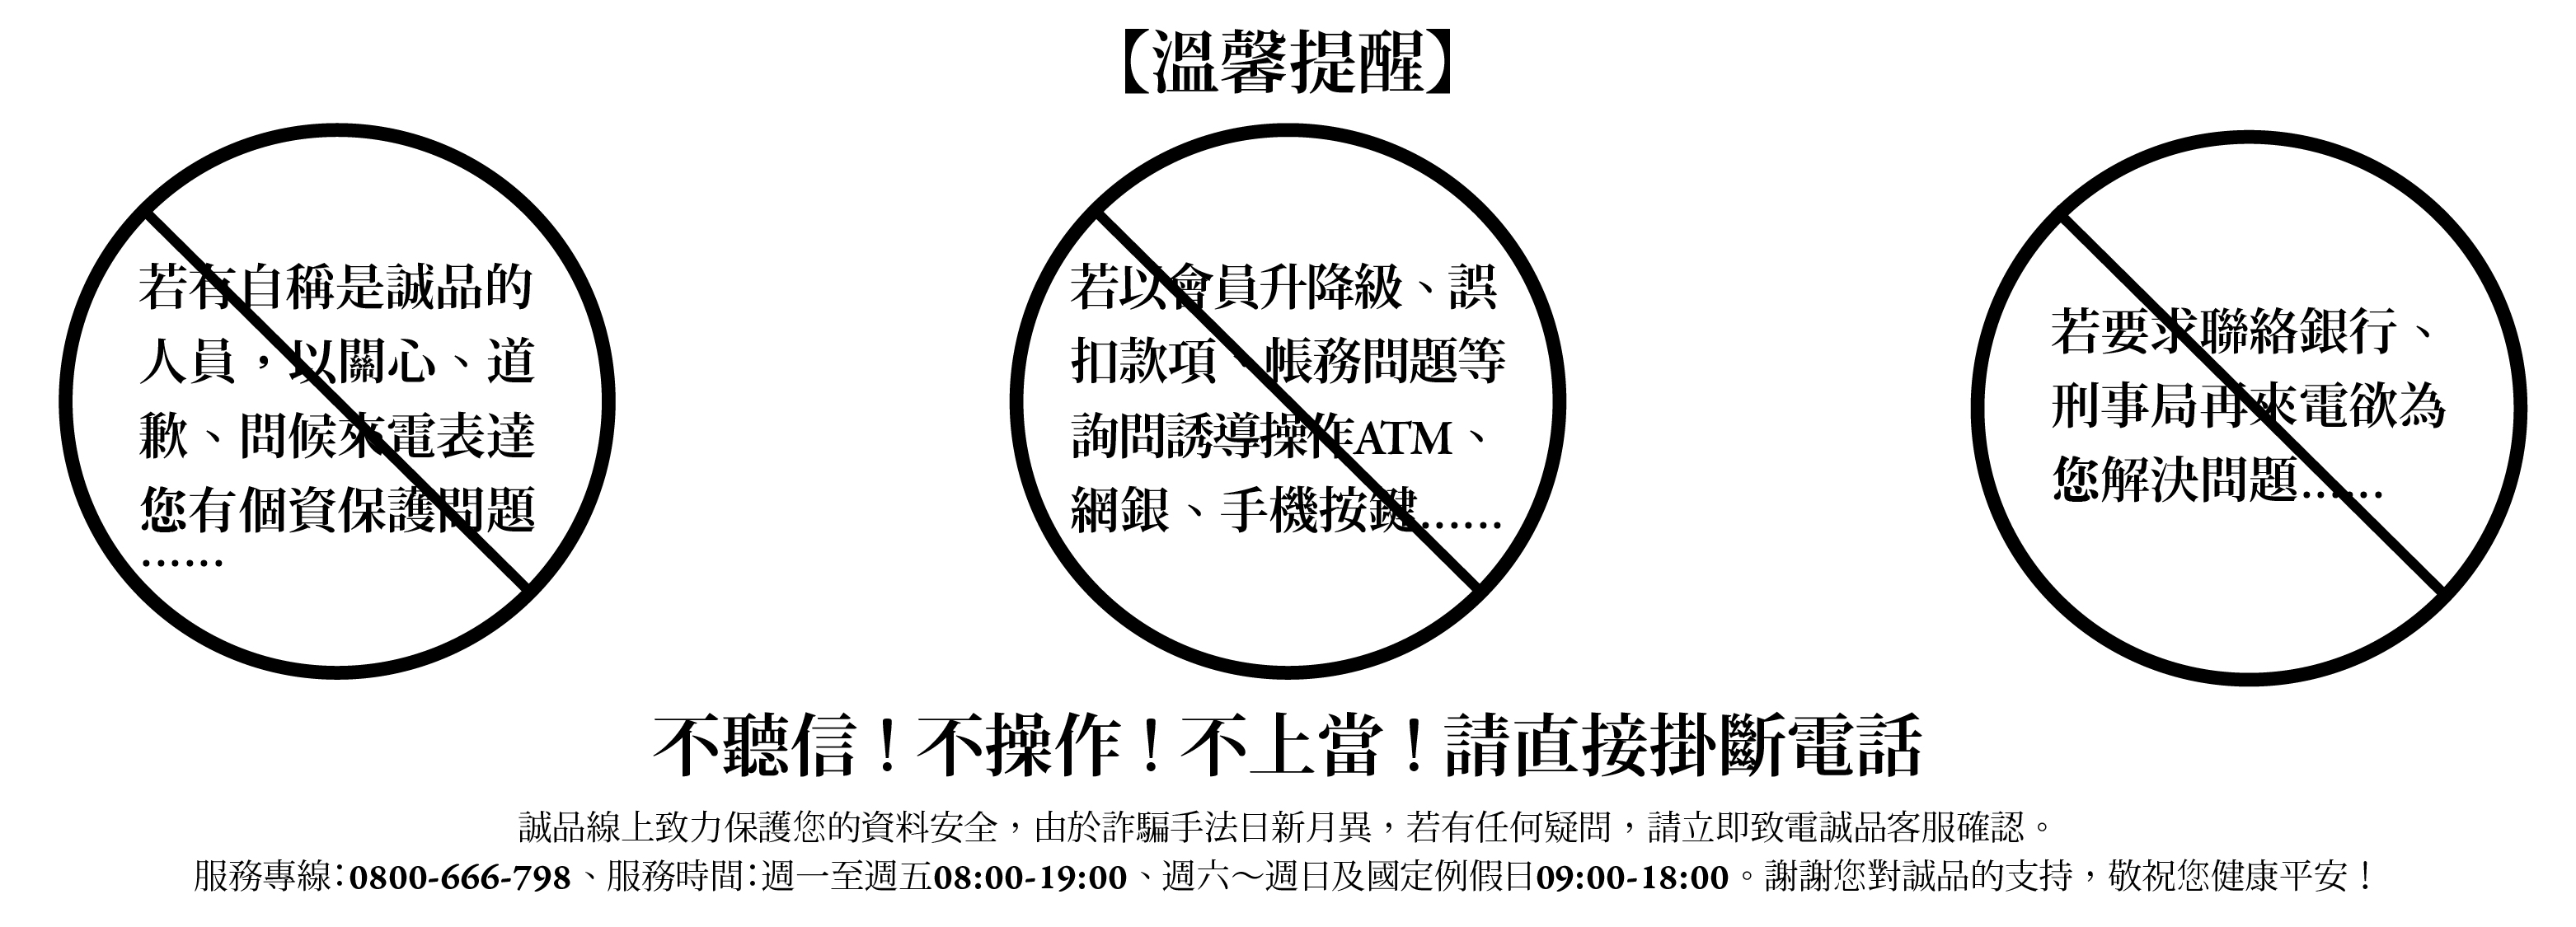 【溫馨提醒】
若有自稱是誠品的
人員，以關心、道
歉、問候來電表達
您有個資保護問題
……
若以會員升降級、誤
扣款項、帳務問題等
詢問誘導操作ATM、
網銀、手機按鍵……
若要求聯絡銀行、
刑事局再來電欲為
您解決問題……
不聽信！不操作！不上當！請直接掛斷電話
誠品線上致力保護您的資料安全，由於詐騙手法日新月異，若有任何疑問，請立即致電誠品客服確認。
服務專線：0800-666-798、服務時間：週一至週五08:00-19:00、週六～週日及國定例假日09:00-18:00。謝謝您對誠品的支持，敬祝您健康平安！